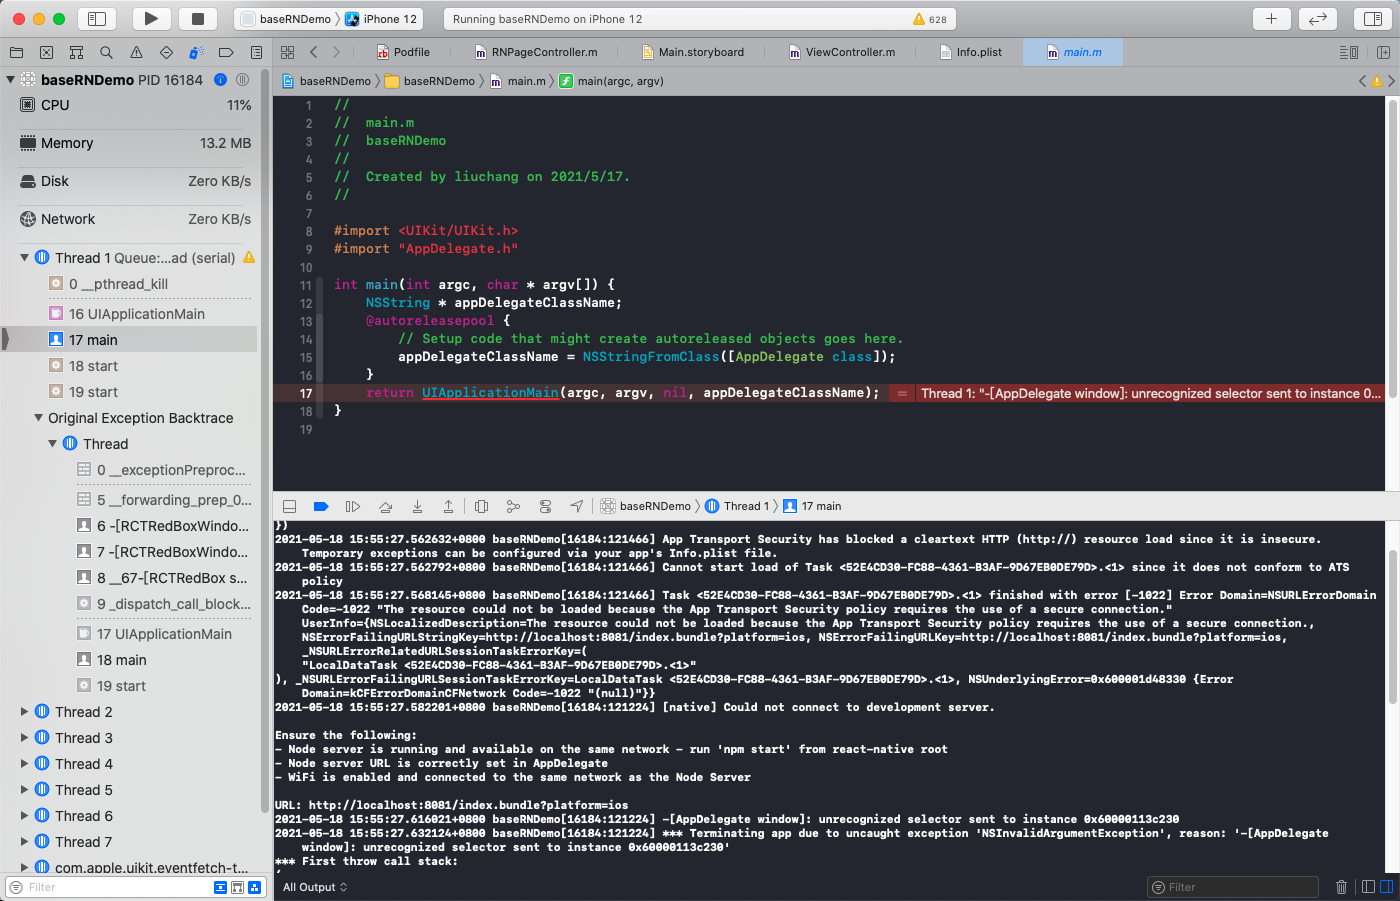 baseRNDemo 〉 iPhone 12
Running baseRNDemo on iPhone 12
628
Podfile
RNPageController.m
Main.storyboard
ViewController.m
Info.plist
main.m
baseRNDemo PID 16184
CPU 11%
Memory 13.2 MB
Disk Zero KB/s
Network Zero KB/s
Thread 1 Queue:...ad (serial)
0 __pthread_kill
16 UIApplicationMain
17 main
18 start
19 start
Original Exception Backtrace
Thread
0 __exceptionPreproc...
5 __forwarding_prep_0...
6 -[RCTRedBoxWindo...
7 -[RCTRedBoxWindo...
8 __67-[RCTRedBox s...
9 _dispatch_call_block...
17 UIApplicationMain
18 main
19 start
Thread 2
Thread 3
Thread 4
Thread 5
Thread 6
Thread 7
com.apple.uikit.eventfetch-t...
Filter
baseRNDemo 〉 baseRNDemo 〉 main.m 〉 main(argc, argv)
1 //
2 //  main.m
3 //  baseRNDemo
4 //
5 //  Created by liuchang on 2021/5/17.
6 //
7
8 #import <UIKit/UIKit.h>
9 #import "AppDelegate.h"
10
11 int main(int argc, char * argv[]) {
12     NSString * appDelegateClassName;
13     @autoreleasepool {
14         // Setup code that might create autoreleased objects goes here.
15         appDelegateClassName = NSStringFromClass([AppDelegate class]);
16     }
17     return UIApplicationMain(argc, argv, nil, appDelegateClassName); = Thread 1: "-[AppDelegate window]: unrecognized selector sent to instance 0...
18 }
19
baseRNDemo 〉 Thread 1 〉 17 main
})
2021-05-18 15:55:27.562632+0800 baseRNDemo[16184:121466] App Transport Security has blocked a cleartext HTTP (http://) resource load since it is insecure.
Temporary exceptions can be configured via your app's Info.plist file.
2021-05-18 15:55:27.562792+0800 baseRNDemo[16184:121466] Cannot start load of Task <52E4CD30-FC88-4361-B3AF-9D67EB0DE79D>.<1> since it does not conform to ATS
policy
2021-05-18 15:55:27.568145+0800 baseRNDemo[16184:121466] Task <52E4CD30-FC88-4361-B3AF-9D67EB0DE79D>.<1> finished with error [-1022] Error Domain=NSURLErrorDomain
Code=-1022 "The resource could not be loaded because the App Transport Security policy requires the use of a secure connection."
UserInfo={NSLocalizedDescription=The resource could not be loaded because the App Transport Security policy requires the use of a secure connection.,
NSErrorFailingURLStringKey=http://localhost:8081/index.bundle?platform=ios, NSErrorFailingURLKey=http://localhost:8081/index.bundle?platform=ios,
_NSURLErrorRelatedURLSessionTaskErrorKey=(
"LocalDataTask <52E4CD30-FC88-4361-B3AF-9D67EB0DE79D>.<1>"
), _NSURLErrorFailingURLSessionTaskErrorKey=LocalDataTask <52E4CD30-FC88-4361-B3AF-9D67EB0DE79D>.<1>, NSUnderlyingError=0x600001d48330 {Error
Domain=kCFErrorDomainCFNetwork Code=-1022 "(null)"}}
2021-05-18 15:55:27.582201+0800 baseRNDemo[16184:121224] [native] Could not connect to development server.
Ensure the following:
- Node server is running and available on the same network - run 'npm start' from react-native root
- Node server URL is correctly set in AppDelegate
- WiFi is enabled and connected to the same network as the Node Server
URL: http://localhost:8081/index.bundle?platform=ios
2021-05-18 15:55:27.616021+0800 baseRNDemo[16184:121224] -[AppDelegate window]: unrecognized selector sent to instance 0x60000113c230
2021-05-18 15:55:27.632124+0800 baseRNDemo[16184:121224] *** Terminating app due to uncaught exception 'NSInvalidArgumentException', reason: '-[AppDelegate
window]: unrecognized selector sent to instance 0x60000113c230'
*** First throw call stack:
(
All Output
Filter